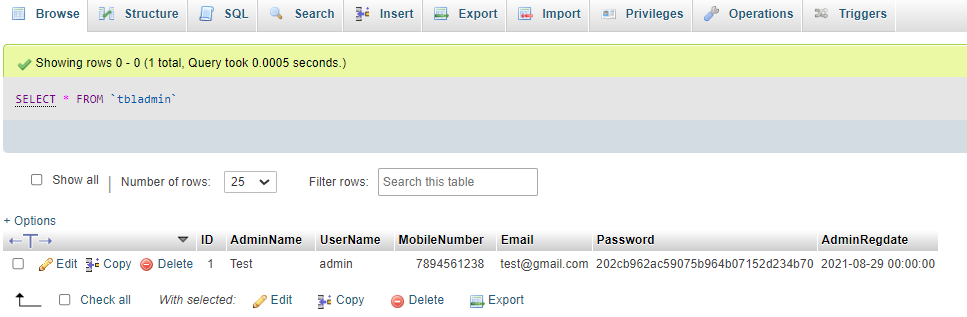 Browse Structure SQL Search Insert Export Import Privileges Operations Triggers
Showing rows 0 - 0 (1 total, Query took 0.0005 seconds.)
SELECT * FROM `tbladmin`
Show all Number of rows: 25 Filter rows: Search this table
+ Options
←T→ ID AdminName UserName MobileNumber Email Password AdminRegdate
Edit Copy Delete 1 Test admin 7894561238 test@gmail.com 202cb962ac59075b964b07152d234b70 2021-08-29 00:00:00
Check all With selected: Edit Copy Delete Export